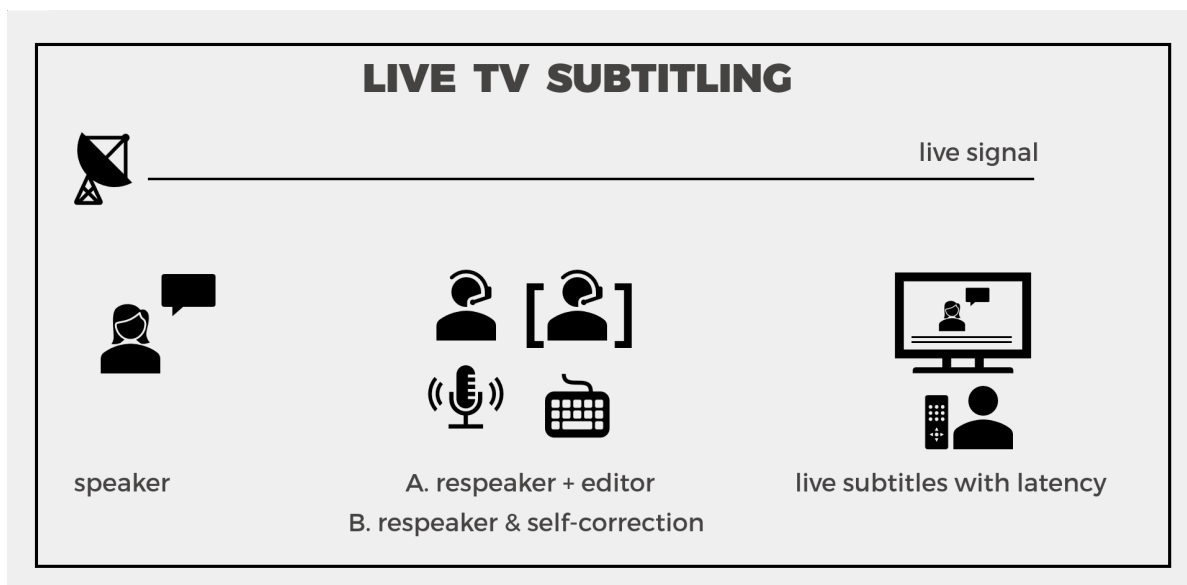 LIVE TV SUBTITLING
live signal
speaker
A. respeaker + editor
B. respeaker & self-correction
live subtitles with latency